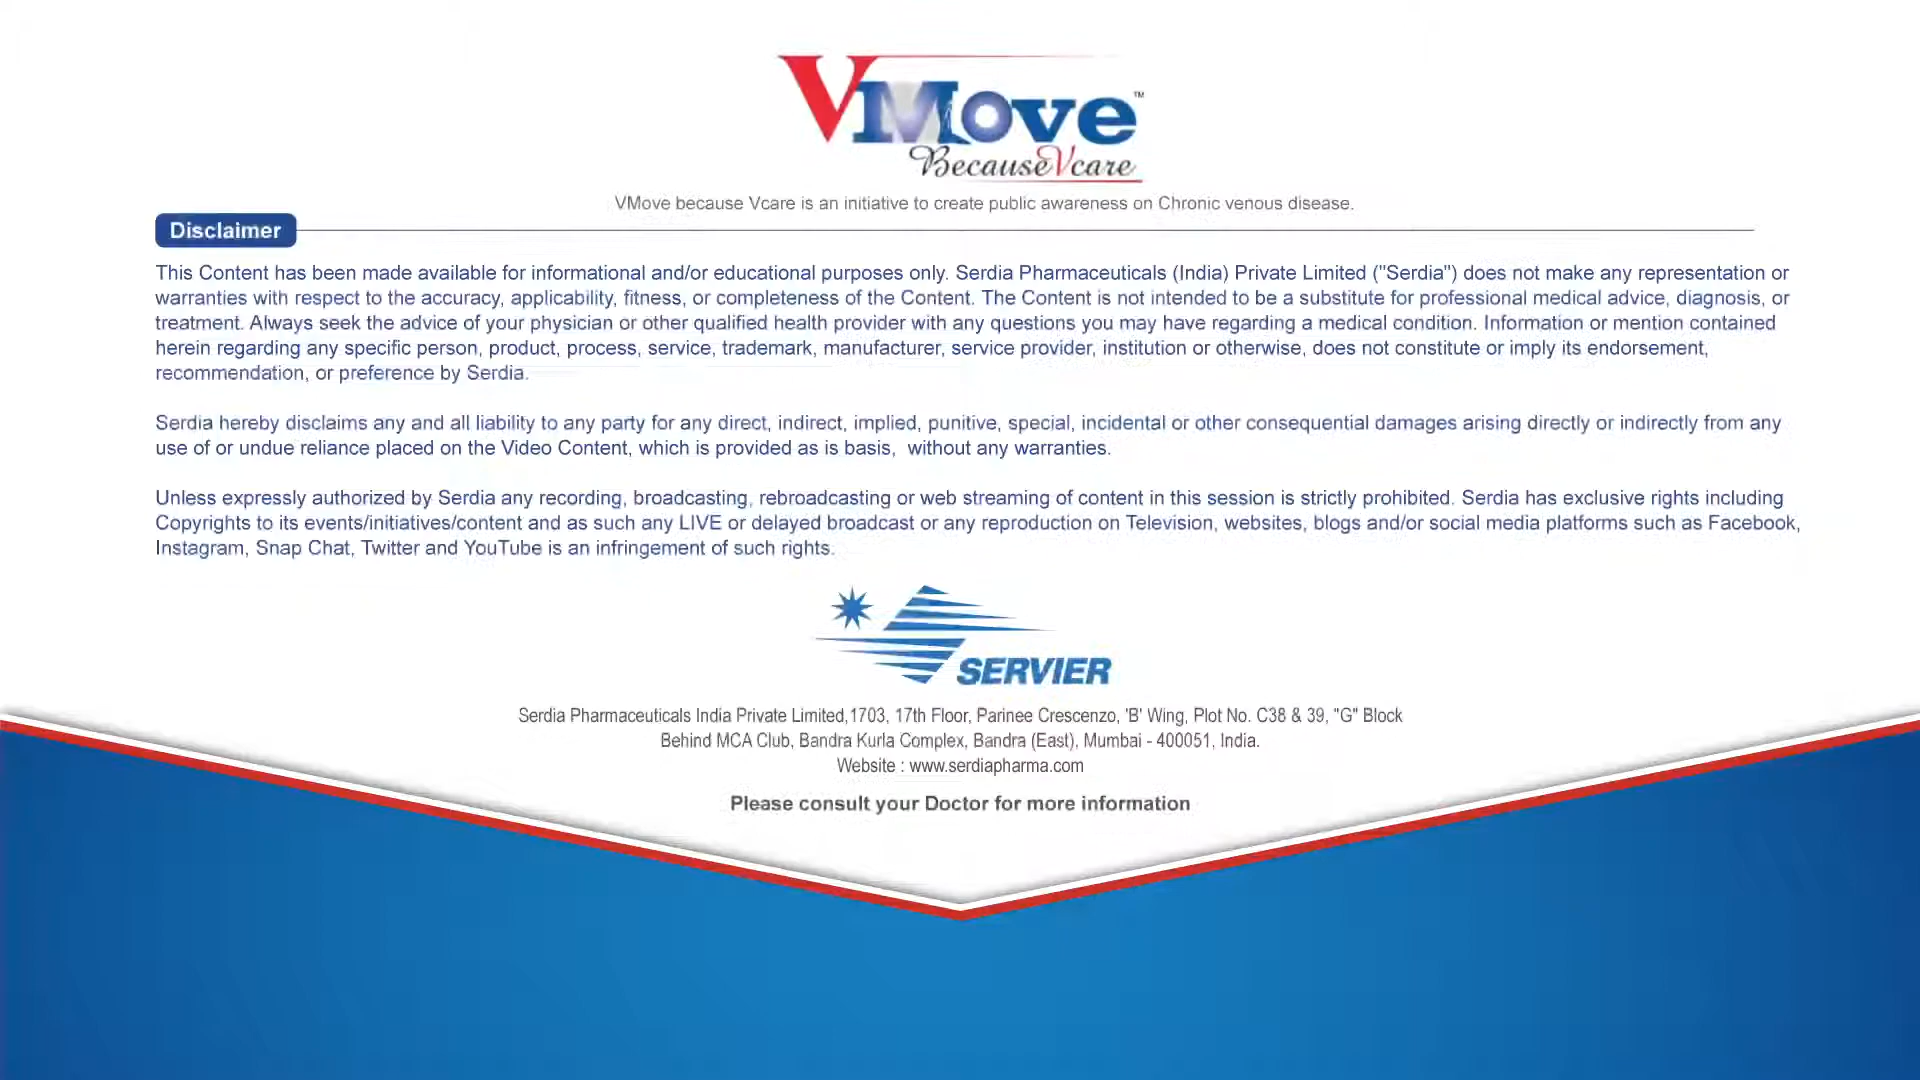 VMove™
Because Vcare
VMove because Vcare is an initiative to create public awareness on Chronic venous disease.
Disclaimer
This Content has been made available for informational and/or educational purposes only. Serdia Pharmaceuticals (India) Private Limited ("Serdia") does not make any representation or
warranties with respect to the accuracy, applicability, fitness, or completeness of the Content. The Content is not intended to be a substitute for professional medical advice, diagnosis, or
treatment. Always seek the advice of your physician or other qualified health provider with any questions you may have regarding a medical condition. Information or mention contained
herein regarding any specific person, product, process, service, trademark, manufacturer, service provider, institution or otherwise, does not constitute or imply its endorsement,
recommendation, or preference by Serdia.
Serdia hereby disclaims any and all liability to any party for any direct, indirect, implied, punitive, special, incidental or other consequential damages arising directly or indirectly from any
use of or undue reliance placed on the Video Content, which is provided as is basis, without any warranties.
Unless expressly authorized by Serdia any recording, broadcasting, rebroadcasting or web streaming of content in this session is strictly prohibited. Serdia has exclusive rights including
Copyrights to its events/initiatives/content and as such any LIVE or delayed broadcast or any reproduction on Television, websites, blogs and/or social media platforms such as Facebook,
Instagram, Snap Chat, Twitter and YouTube is an infringement of such rights.
SERVIER
Serdia Pharmaceuticals India Private Limited,1703, 17th Floor, Parinee Crescenzo, 'B' Wing, Plot No. C38 & 39, "G" Block
Behind MCA Club, Bandra Kurla Complex, Bandra (East), Mumbai - 400051, India.
Website : www.serdiapharma.com
Please consult your Doctor for more information